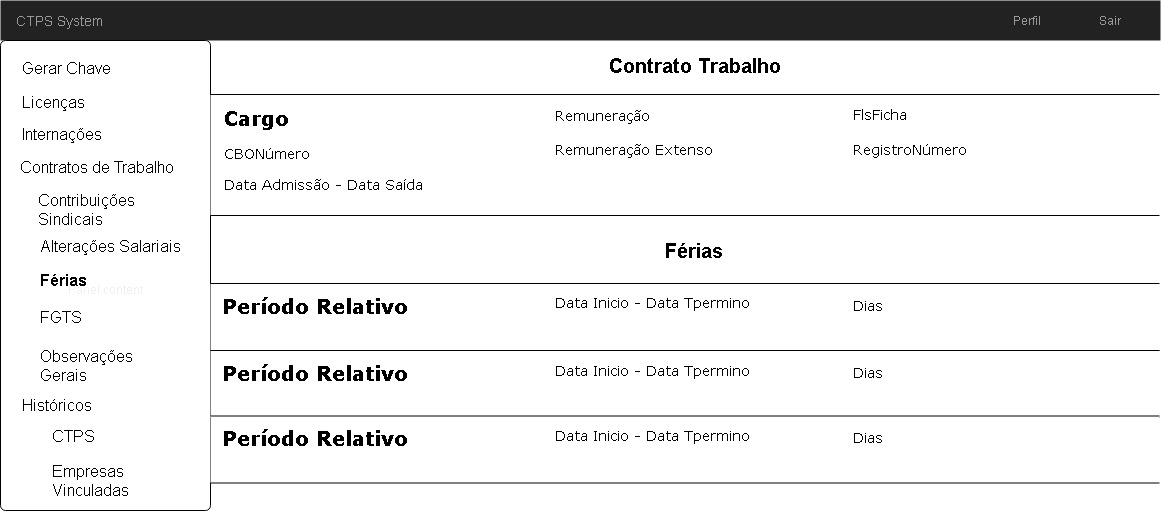 CTPS System
Perfil
Sair
Gerar Chave
Licenças
Internações
Contratos de Trabalho
Contribuições
Sindicais
Alterações Salariais
Férias
Panel content
FGTS
Observações
Gerais
Históricos
CTPS
Empresas
Vinculadas
Contrato Trabalho
Cargo
Remuneração
FlsFicha
CBONúmero
Remuneração Extenso
RegistroNúmero
Data Admissão - Data Saída
Férias
Período Relativo
Data Inicio - Data Tpermino
Dias
Período Relativo
Data Inicio - Data Tpermino
Dias
Período Relativo
Data Inicio - Data Tpermino
Dias